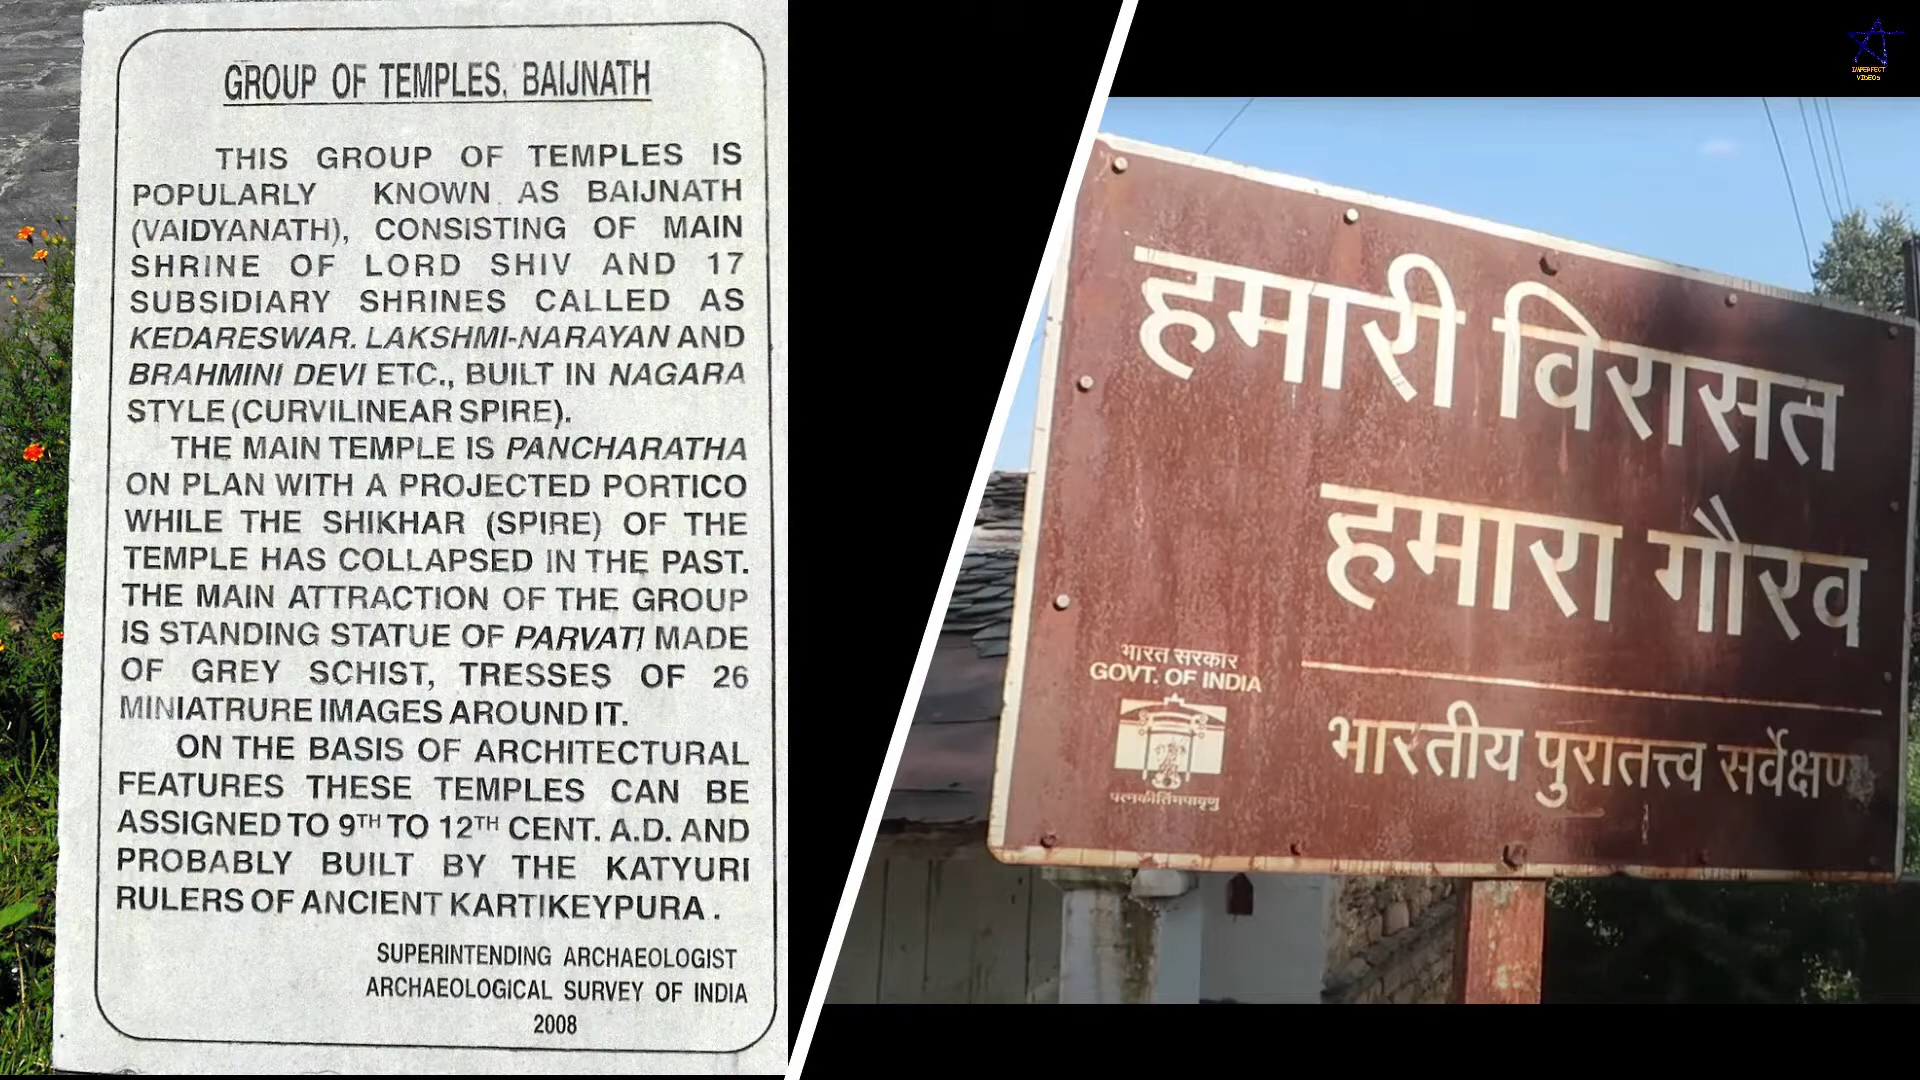 GROUP OF TEMPLES, BAIJNATH
THIS GROUP OF TEMPLES IS
POPULARLY KNOWN AS BAIJNATH
(VAIDYANATH), CONSISTING OF MAIN
SHRINE OF LORD SHIV AND 17
SUBSIDIARY SHRINES CALLED AS
KEDARESWAR. LAKSHMI-NARAYAN AND
BRAHMINI DEVI ETC., BUILT IN NAGARA
STYLE (CURVILINEAR SPIRE).
THE MAIN TEMPLE IS PANCHARATHA
ON PLAN WITH A PROJECTED PORTICO
WHILE THE SHIKHAR (SPIRE) OF THE
TEMPLE HAS COLLAPSED IN THE PAST.
THE MAIN ATTRACTION OF THE GROUP
IS STANDING STATUE OF PARVATI MADE
OF GREY SCHIST, TRESSES OF 26
MINIATRURE IMAGES AROUND IT.
ON THE BASIS OF ARCHITECTURAL
FEATURES THESE TEMPLES CAN BE
ASSIGNED TO 9TH TO 12TH CENT. A.D. AND
PROBABLY BUILT BY THE KATYURI
RULERS OF ANCIENT KARTIKEYPURA.
SUPERINTENDING ARCHAEOLOGIST
ARCHAEOLOGICAL SURVEY OF INDIA
2008
IMPERFECT
VIDEOS
हमारी विरासत
हमारा गौरव
भारत सरकार
GOVT. OF INDIA
प्रत्नकीर्तिमपावृणु
भारतीय पुरातत्त्व सर्वेक्षण